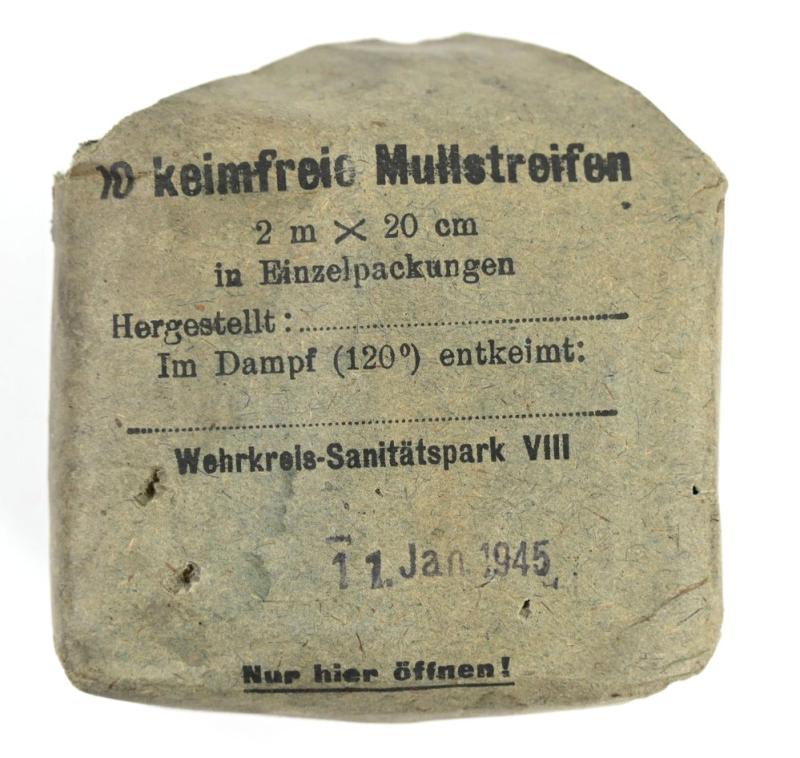 keimfreie Mullstreifen
2 m × 20 cm
in Einzelpackungen
Hergestellt:
Im Dampf (120°) entkeimt:
Wehrkreis-Sanitätspark VIII
11. Jan 1945
Nur hier öffnen!